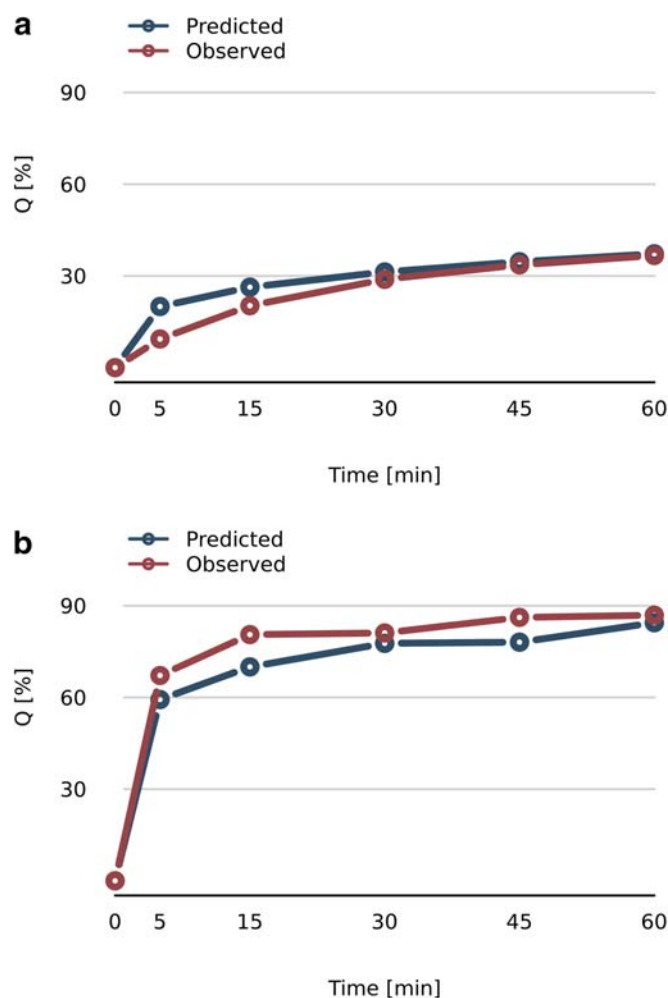 a
Predicted
Observed
90
60
30
Q [%]
0 5 15 30 45 60
Time [min]
b
Predicted
Observed
90
60
30
Q [%]
0 5 15 30 45 60
Time [min]